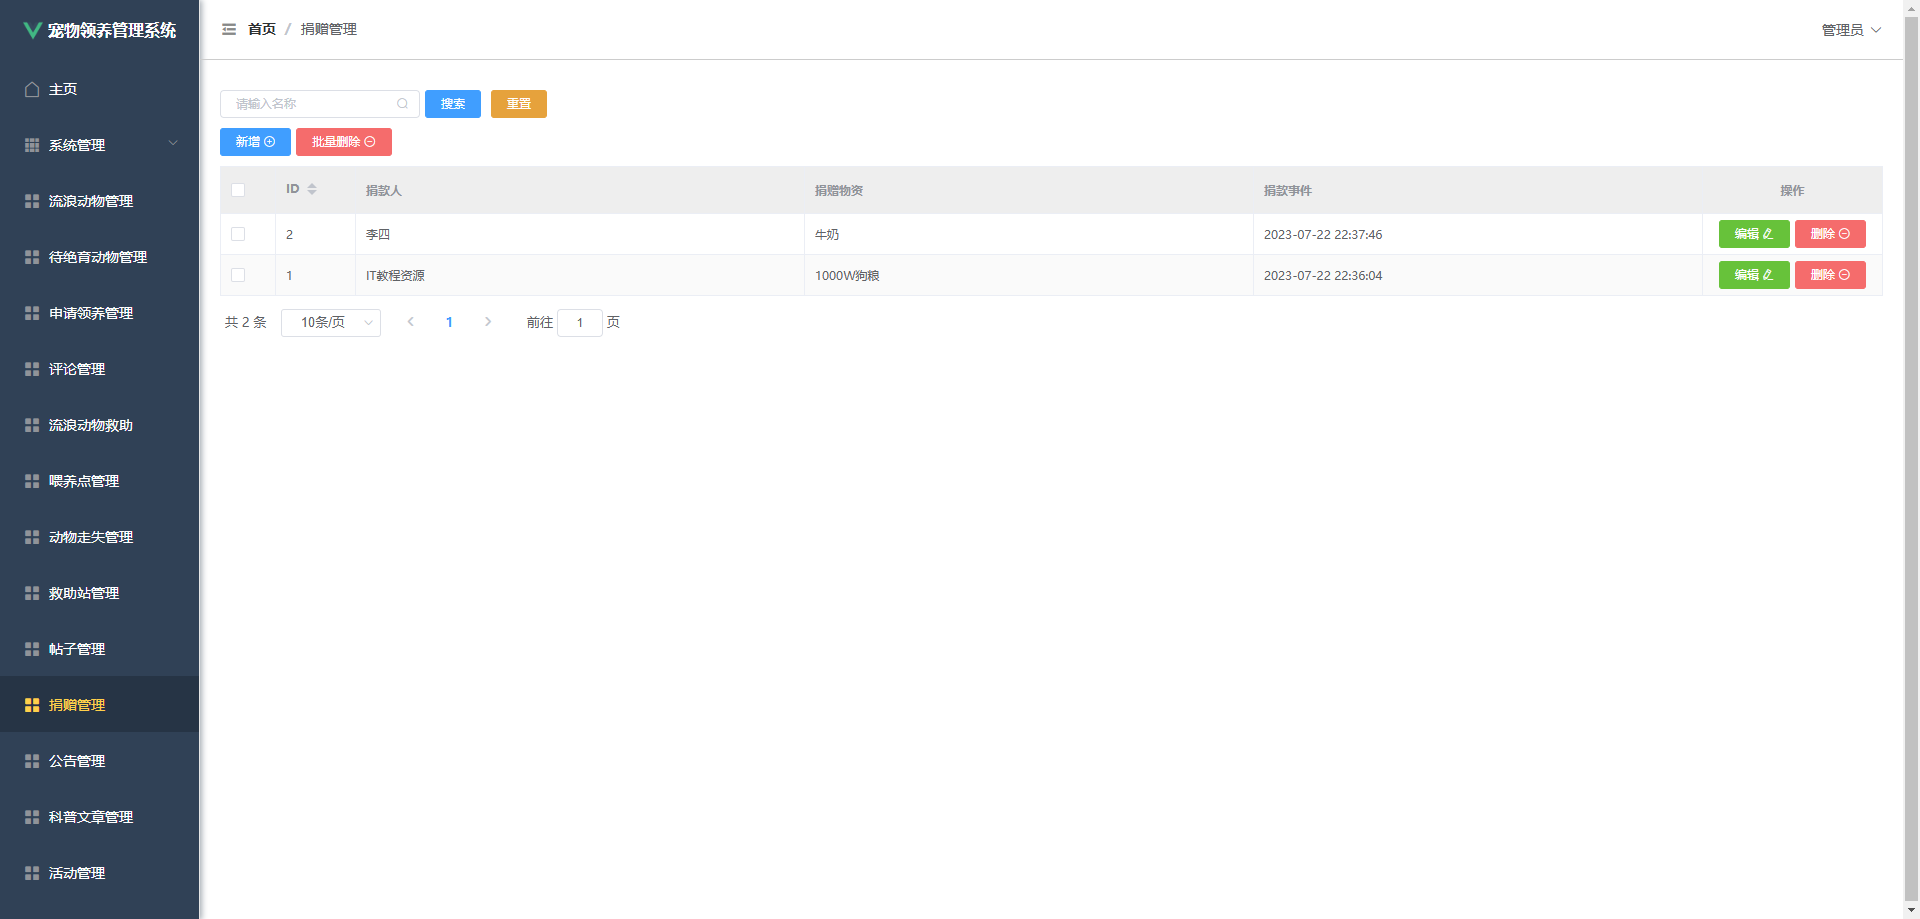 宠物领养管理系统
主页
系统管理
流浪动物管理
待绝育动物管理
申请领养管理
评论管理
流浪动物救助
喂养点管理
动物走失管理
救助站管理
帖子管理
捐赠管理
公告管理
科普文章管理
活动管理
首页 / 捐赠管理
管理员
请输入名称 搜索 重置
新增 批量删除
ID 捐款人 捐赠物资 捐款事件 操作
2 李四 牛奶 2023-07-22 22:37:46 编辑 删除
1 IT教程资源 1000W狗粮 2023-07-22 22:36:04 编辑 删除
共 2 条 10条/页 1 前往 1 页